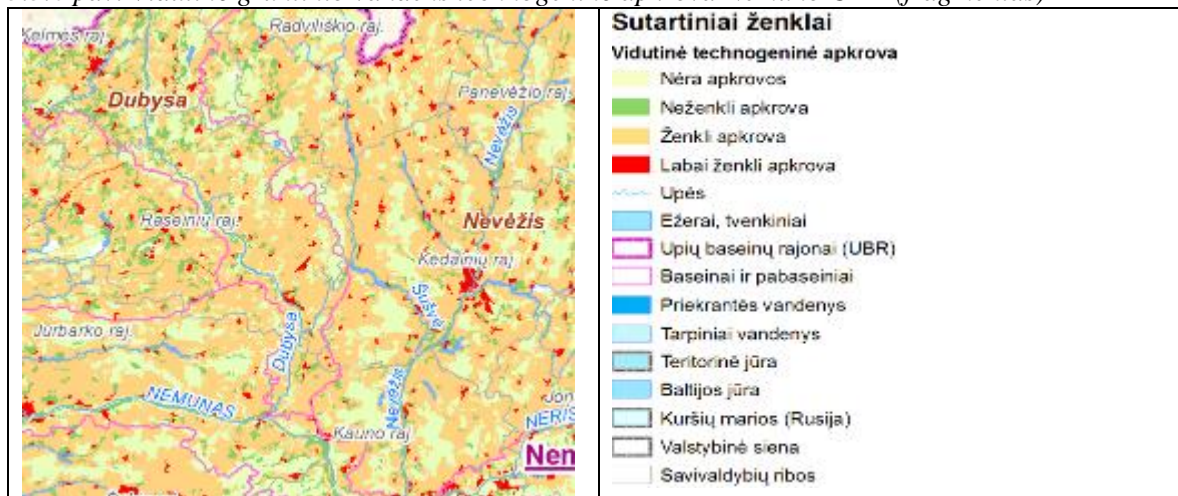 Kelmės raj.
Radviliškio raj.
Dubysa
Panevėžio raj.
Nevėžis
Raseinių raj.
Nevėžis
Kėdainių raj.
Šušvė
Jurbarko raj.
Dubysa
NEMUNAS
Nevėžis
Jon
NERIS
Kauno raj.
Nem
Sutartiniai ženklai
Vidutinė technogeninė apkrova
Nėra apkrovos
Neženkli apkrova
Ženkli apkrova
Labai ženkli apkrova
Upės
Ežerai, tvenkiniai
Upių baseinų rajonai (UBR)
Baseinai ir pabaseiniai
Priekrantės vandenys
Tarpiniai vandenys
Teritorinė jūra
Baltijos jūra
Kuršių marios (Rusija)
Valstybinė siena
Savivaldybių ribos